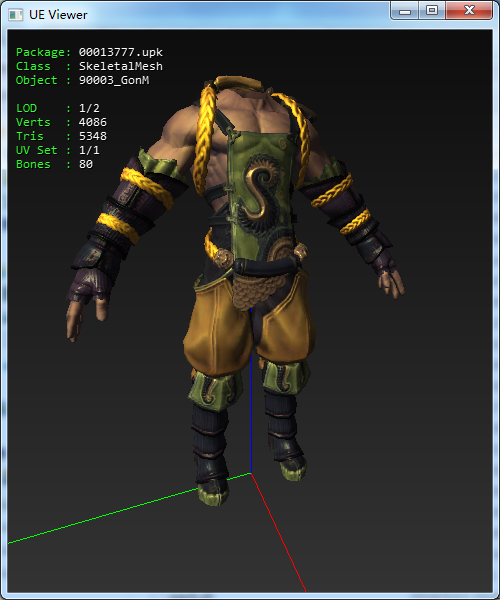 UE Viewer
Package: 00013777.upk
Class : SkeletalMesh
Object : 90003_GonM
LOD : 1/2
Verts : 4086
Tris : 5348
UV Set : 1/1
Bones : 80